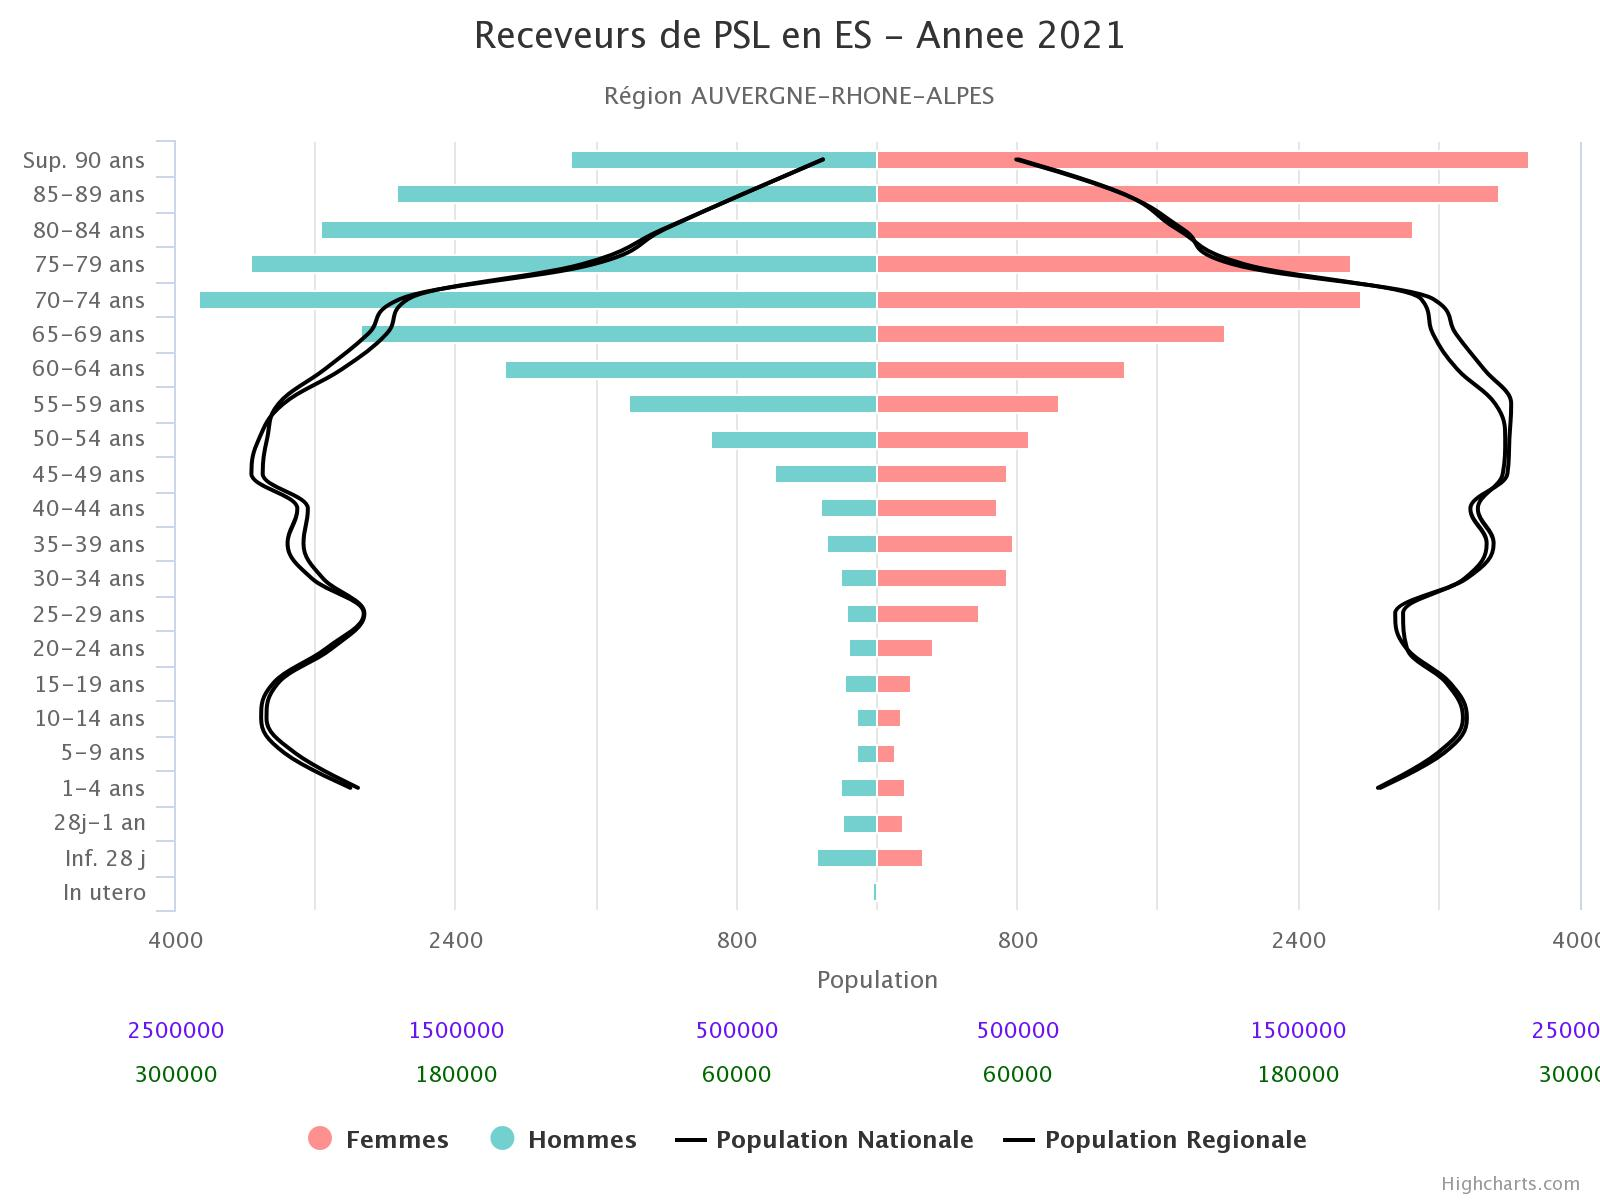 Receveurs de PSL en ES – Annee 2021
Région AUVERGNE–RHONE–ALPES
Sup. 90 ans
85–89 ans
80–84 ans
75–79 ans
70–74 ans
65–69 ans
60–64 ans
55–59 ans
50–54 ans
45–49 ans
40–44 ans
35–39 ans
30–34 ans
25–29 ans
20–24 ans
15–19 ans
10–14 ans
5–9 ans
1–4 ans
28j–1 an
Inf. 28 j
In utero
4000 2400 800 800 2400 4000
Population
2500000 1500000 500000 500000 1500000 25000
300000 180000 60000 60000 180000 30000
Femmes Hommes Population Nationale Population Regionale
Highcharts.com